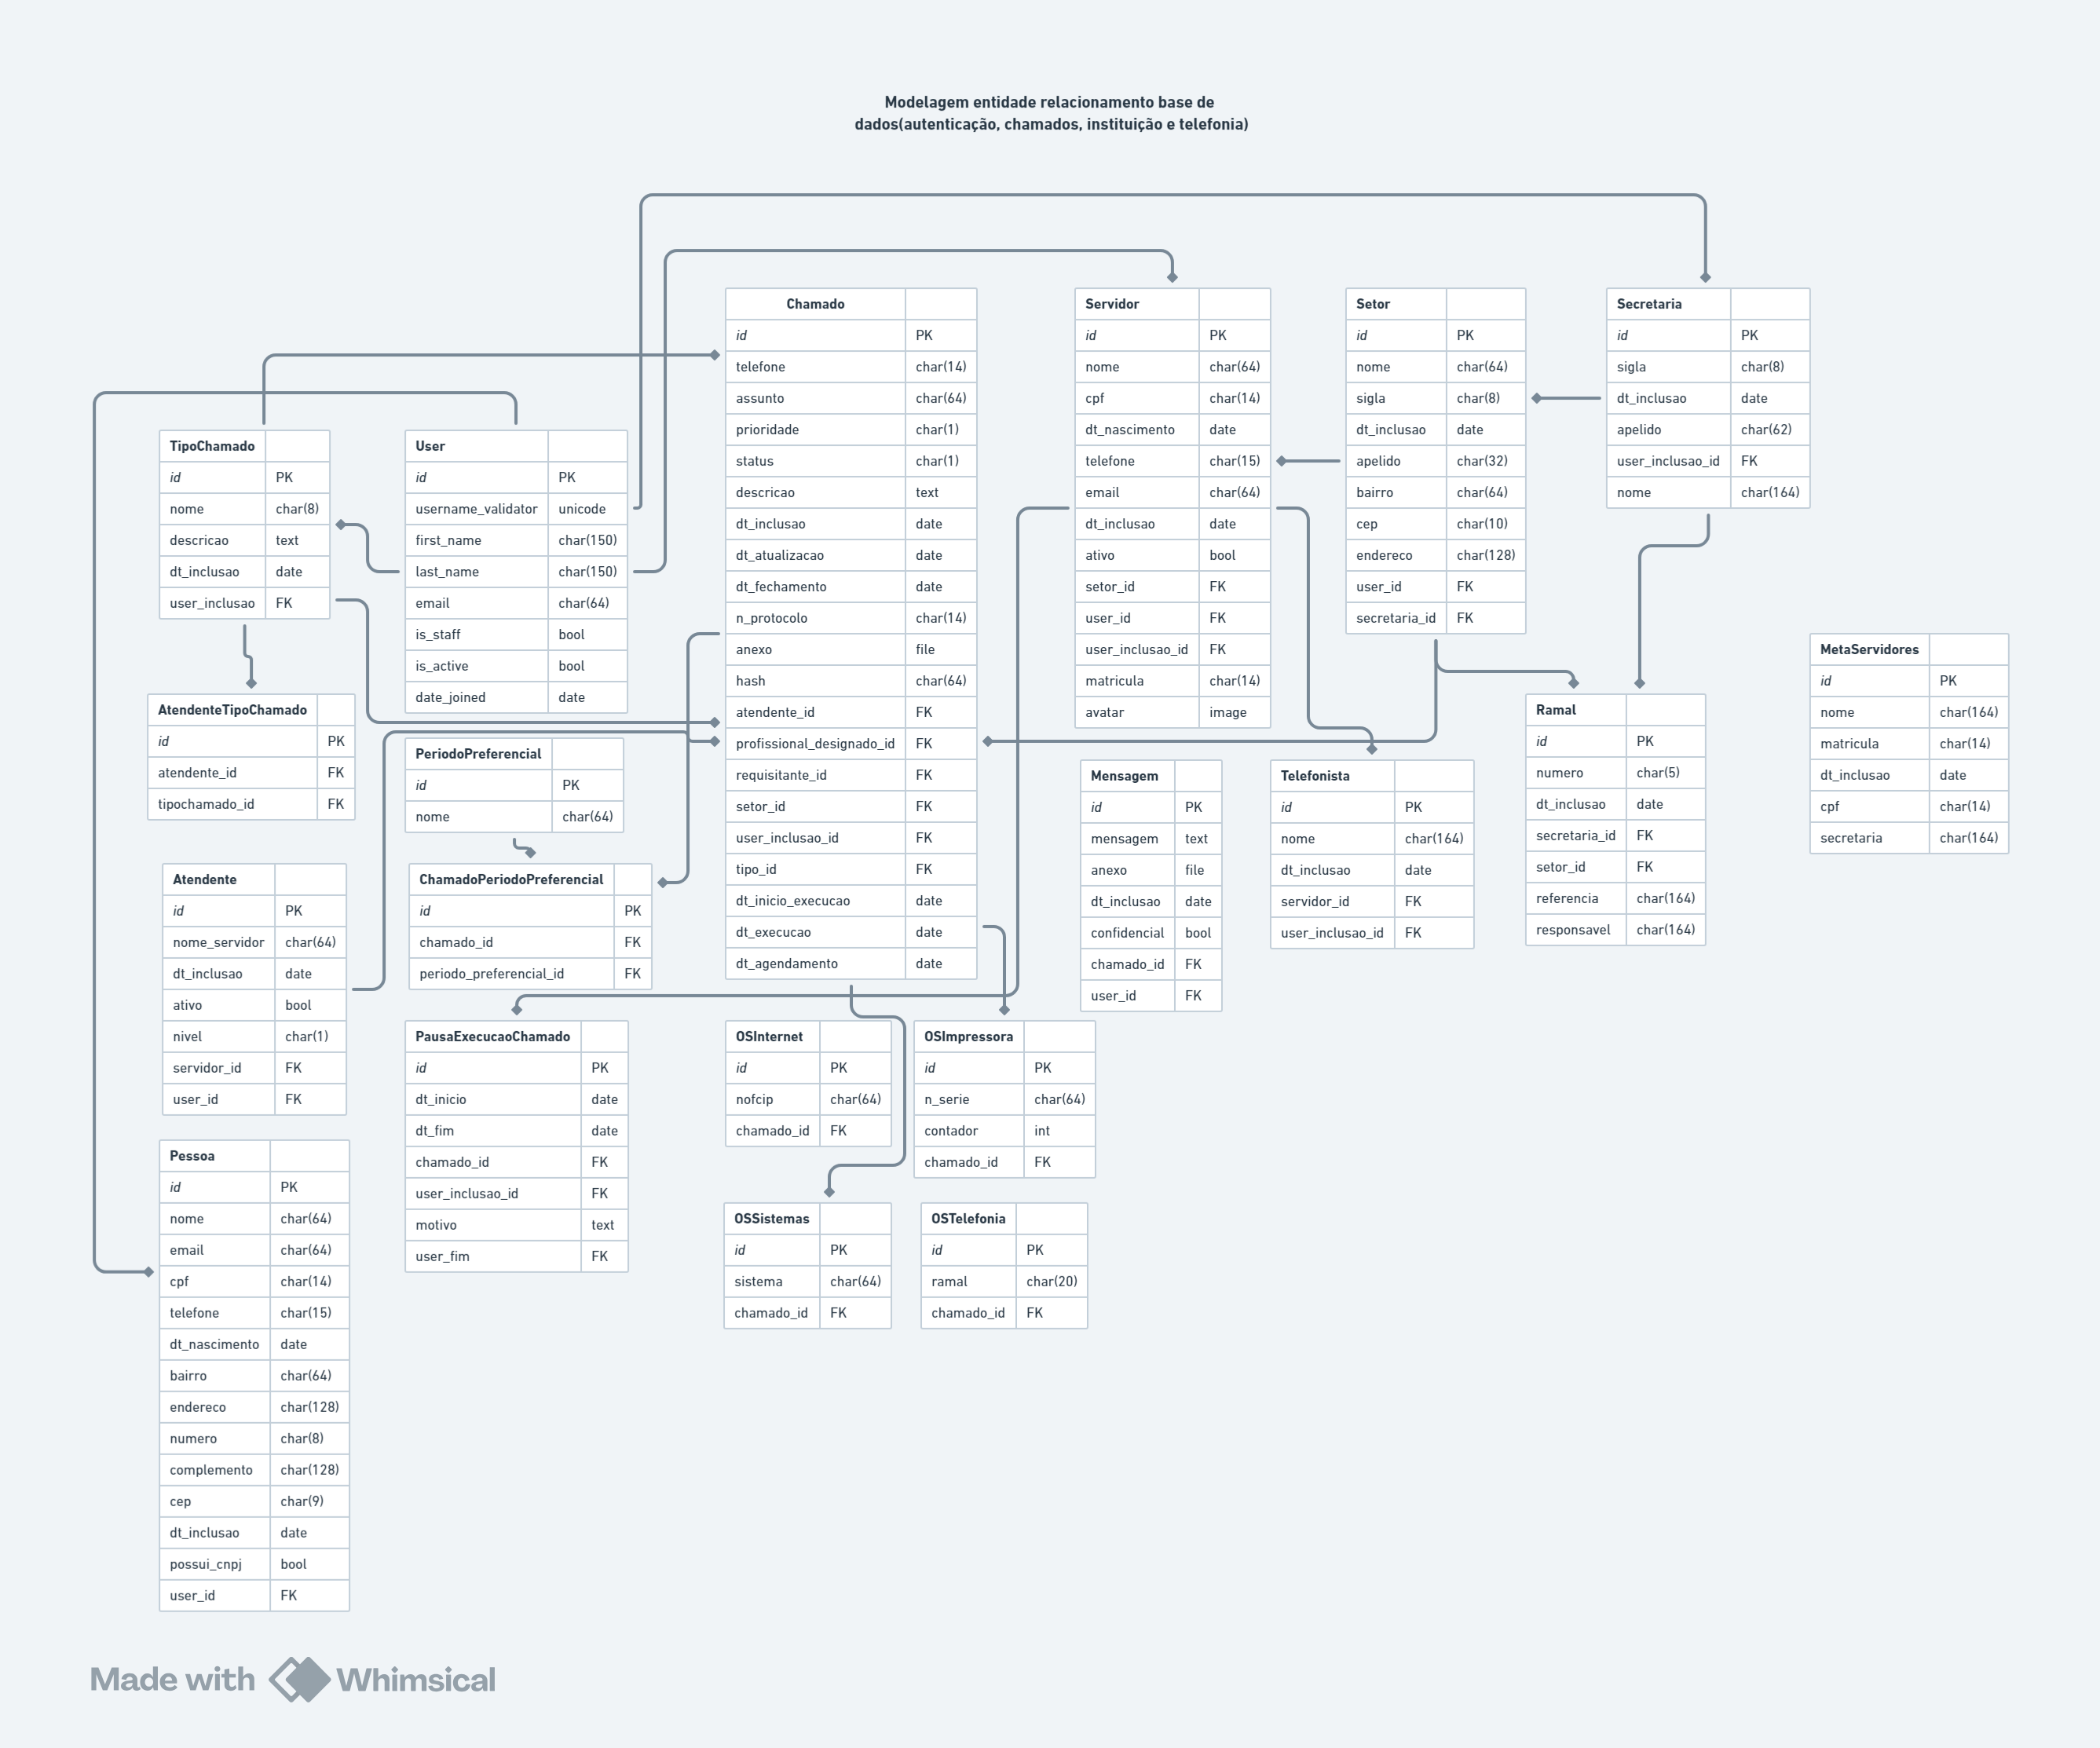 Modelagem entidade relacionamento base de
dados(autenticação, chamados, instituição e telefonia)
Chamado
id PK
telefone char(14)
assunto char(64)
prioridade char(1)
status char(1)
descricao text
dt_inclusao date
dt_atualizacao date
dt_fechamento date
n_protocolo char(14)
anexo file
hash char(64)
atendente_id FK
profissional_designado_id FK
requisitante_id FK
setor_id FK
user_inclusao_id FK
tipo_id FK
dt_inicio_execucao date
dt_execucao date
dt_agendamento date
Servidor
id PK
nome char(64)
cpf char(14)
dt_nascimento date
telefone char(15)
email char(64)
dt_inclusao date
ativo bool
setor_id FK
user_id FK
user_inclusao_id FK
matricula char(14)
avatar image
Setor
id PK
nome char(64)
sigla char(8)
dt_inclusao date
apelido char(32)
bairro char(64)
cep char(10)
endereco char(128)
user_id FK
secretaria_id FK
Secretaria
id PK
sigla char(8)
dt_inclusao date
apelido char(62)
user_inclusao_id FK
nome char(164)
TipoChamado
id PK
nome char(8)
descricao text
dt_inclusao date
user_inclusao FK
User
id PK
username_validator unicode
first_name char(150)
last_name char(150)
email char(64)
is_staff bool
is_active bool
date_joined date
MetaServidores
id PK
nome char(164)
matricula char(14)
dt_inclusao date
cpf char(14)
secretaria char(164)
AtendenteTipoChamado
id PK
atendente_id FK
tipochamado_id FK
PeriodoPreferencial
id PK
nome char(64)
Ramal
id PK
numero char(5)
dt_inclusao date
secretaria_id FK
setor_id FK
referencia char(164)
responsavel char(164)
Mensagem
id PK
mensagem text
anexo file
dt_inclusao date
confidencial bool
chamado_id FK
user_id FK
Telefonista
id PK
nome char(164)
dt_inclusao date
servidor_id FK
user_inclusao_id FK
Atendente
id PK
nome_servidor char(64)
dt_inclusao date
ativo bool
nivel char(1)
servidor_id FK
user_id FK
ChamadoPeriodoPreferencial
id PK
chamado_id FK
periodo_preferencial_id FK
PausaExecucaoChamado
id PK
dt_inicio date
dt_fim date
chamado_id FK
user_inclusao_id FK
motivo text
user_fim FK
OSInternet
id PK
nofcip char(64)
chamado_id FK
OSImpressora
id PK
n_serie char(64)
contador int
chamado_id FK
Pessoa
id PK
nome char(64)
email char(64)
cpf char(14)
telefone char(15)
dt_nascimento date
bairro char(64)
endereco char(128)
numero char(8)
complemento char(128)
cep char(9)
dt_inclusao date
possui_cnpj bool
user_id FK
OSSistemas
id PK
sistema char(64)
chamado_id FK
OSTelefonia
id PK
ramal char(20)
chamado_id FK
Made with Whimsical